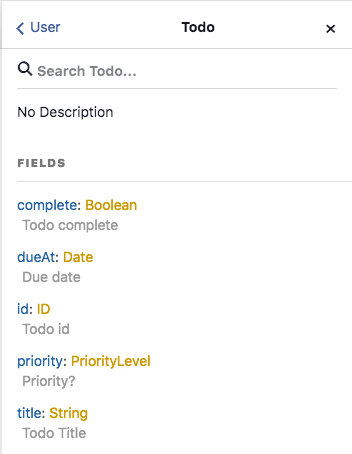 User
Todo
Search Todo...
No Description
FIELDS
complete: Boolean
Todo complete
dueAt: Date
Due date
id: ID
Todo id
priority: PriorityLevel
Priority?
title: String
Todo Title